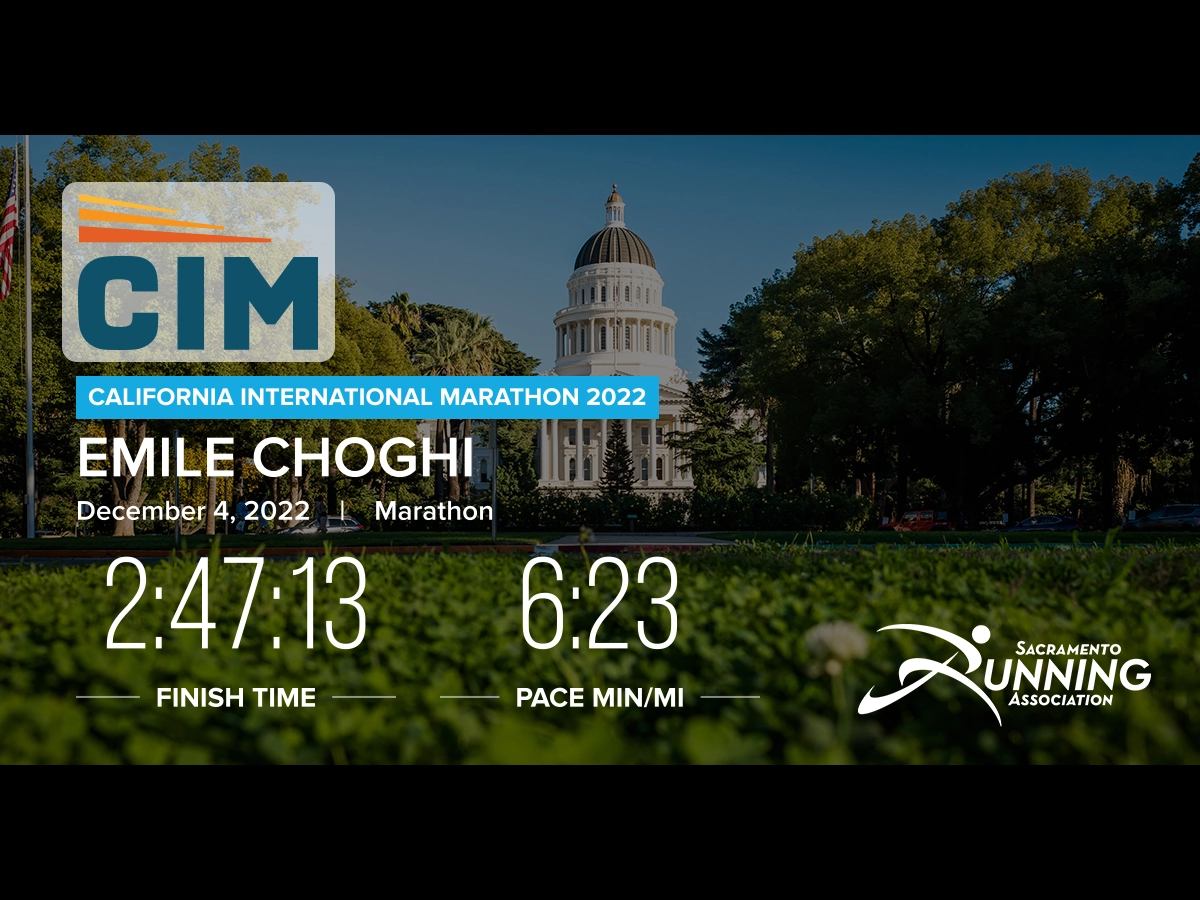 CIM
CALIFORNIA INTERNATIONAL MARATHON 2022
EMILE CHOGHI
December 4, 2022 | Marathon
2:47:13 6:23
FINISH TIME PACE MIN/MI
SACRAMENTO
RUNNING
ASSOCIATION